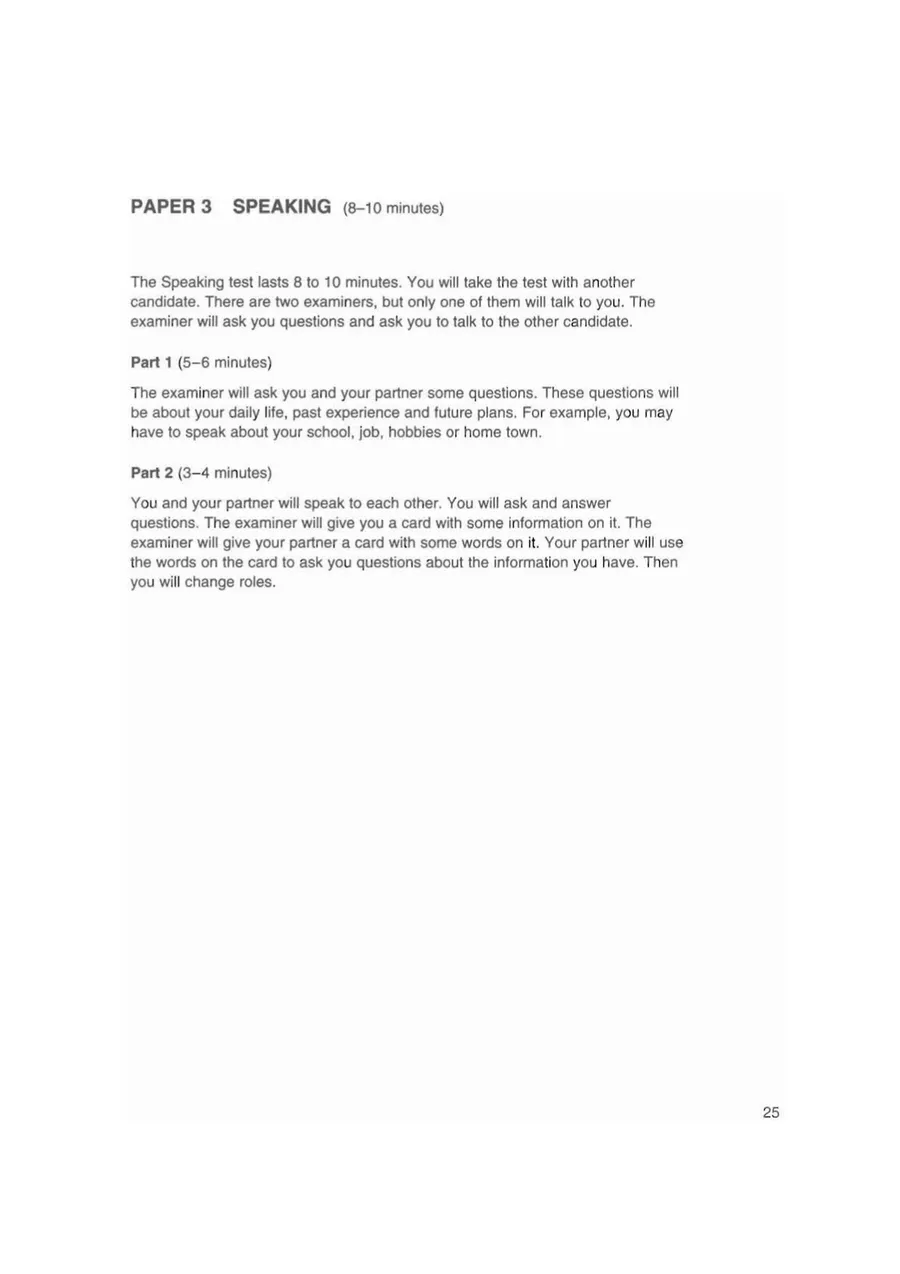 PAPER 3 SPEAKING (8–10 minutes)
The Speaking test lasts 8 to 10 minutes. You will take the test with another
candidate. There are two examiners, but only one of them will talk to you. The
examiner will ask you questions and ask you to talk to the other candidate.
Part 1 (5–6 minutes)
The examiner will ask you and your partner some questions. These questions will
be about your daily life, past experience and future plans. For example, you may
have to speak about your school, job, hobbies or home town.
Part 2 (3–4 minutes)
You and your partner will speak to each other. You will ask and answer
questions. The examiner will give you a card with some information on it. The
examiner will give your partner a card with some words on it. Your partner will use
the words on the card to ask you questions about the information you have. Then
you will change roles.
25